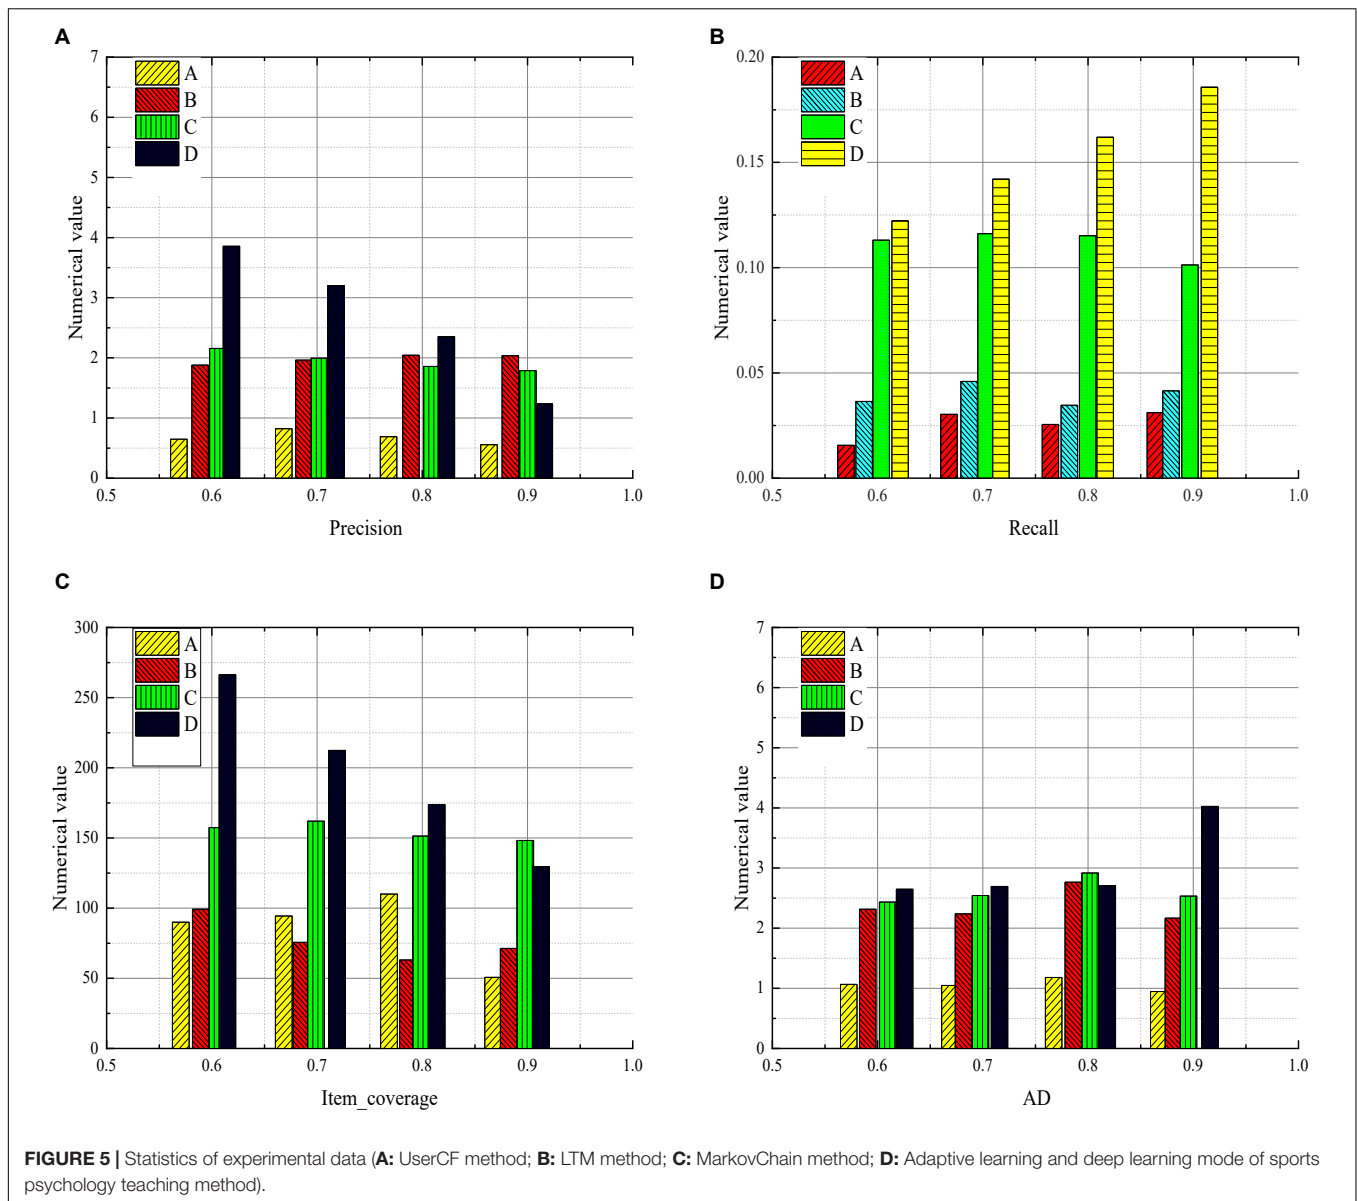 A
7
6
5
4
3
2
1
0
Numerical value
A
B
C
D
0.5 0.6 0.7 0.8 0.9 1.0
Precision
B
0.20
0.15
0.10
0.05
0.00
Numerical value
A
B
C
D
0.5 0.6 0.7 0.8 0.9 1.0
Recall
C
300
250
200
150
100
50
0
Numerical value
A
B
C
D
0.5 0.6 0.7 0.8 0.9 1.0
Item_coverage
D
7
6
5
4
3
2
1
0
Numerical value
A
B
C
D
0.5 0.6 0.7 0.8 0.9 1.0
AD
FIGURE 5 | Statistics of experimental data (A: UserCF method; B: LTM method; C: MarkovChain method; D: Adaptive learning and deep learning mode of sports
psychology teaching method).